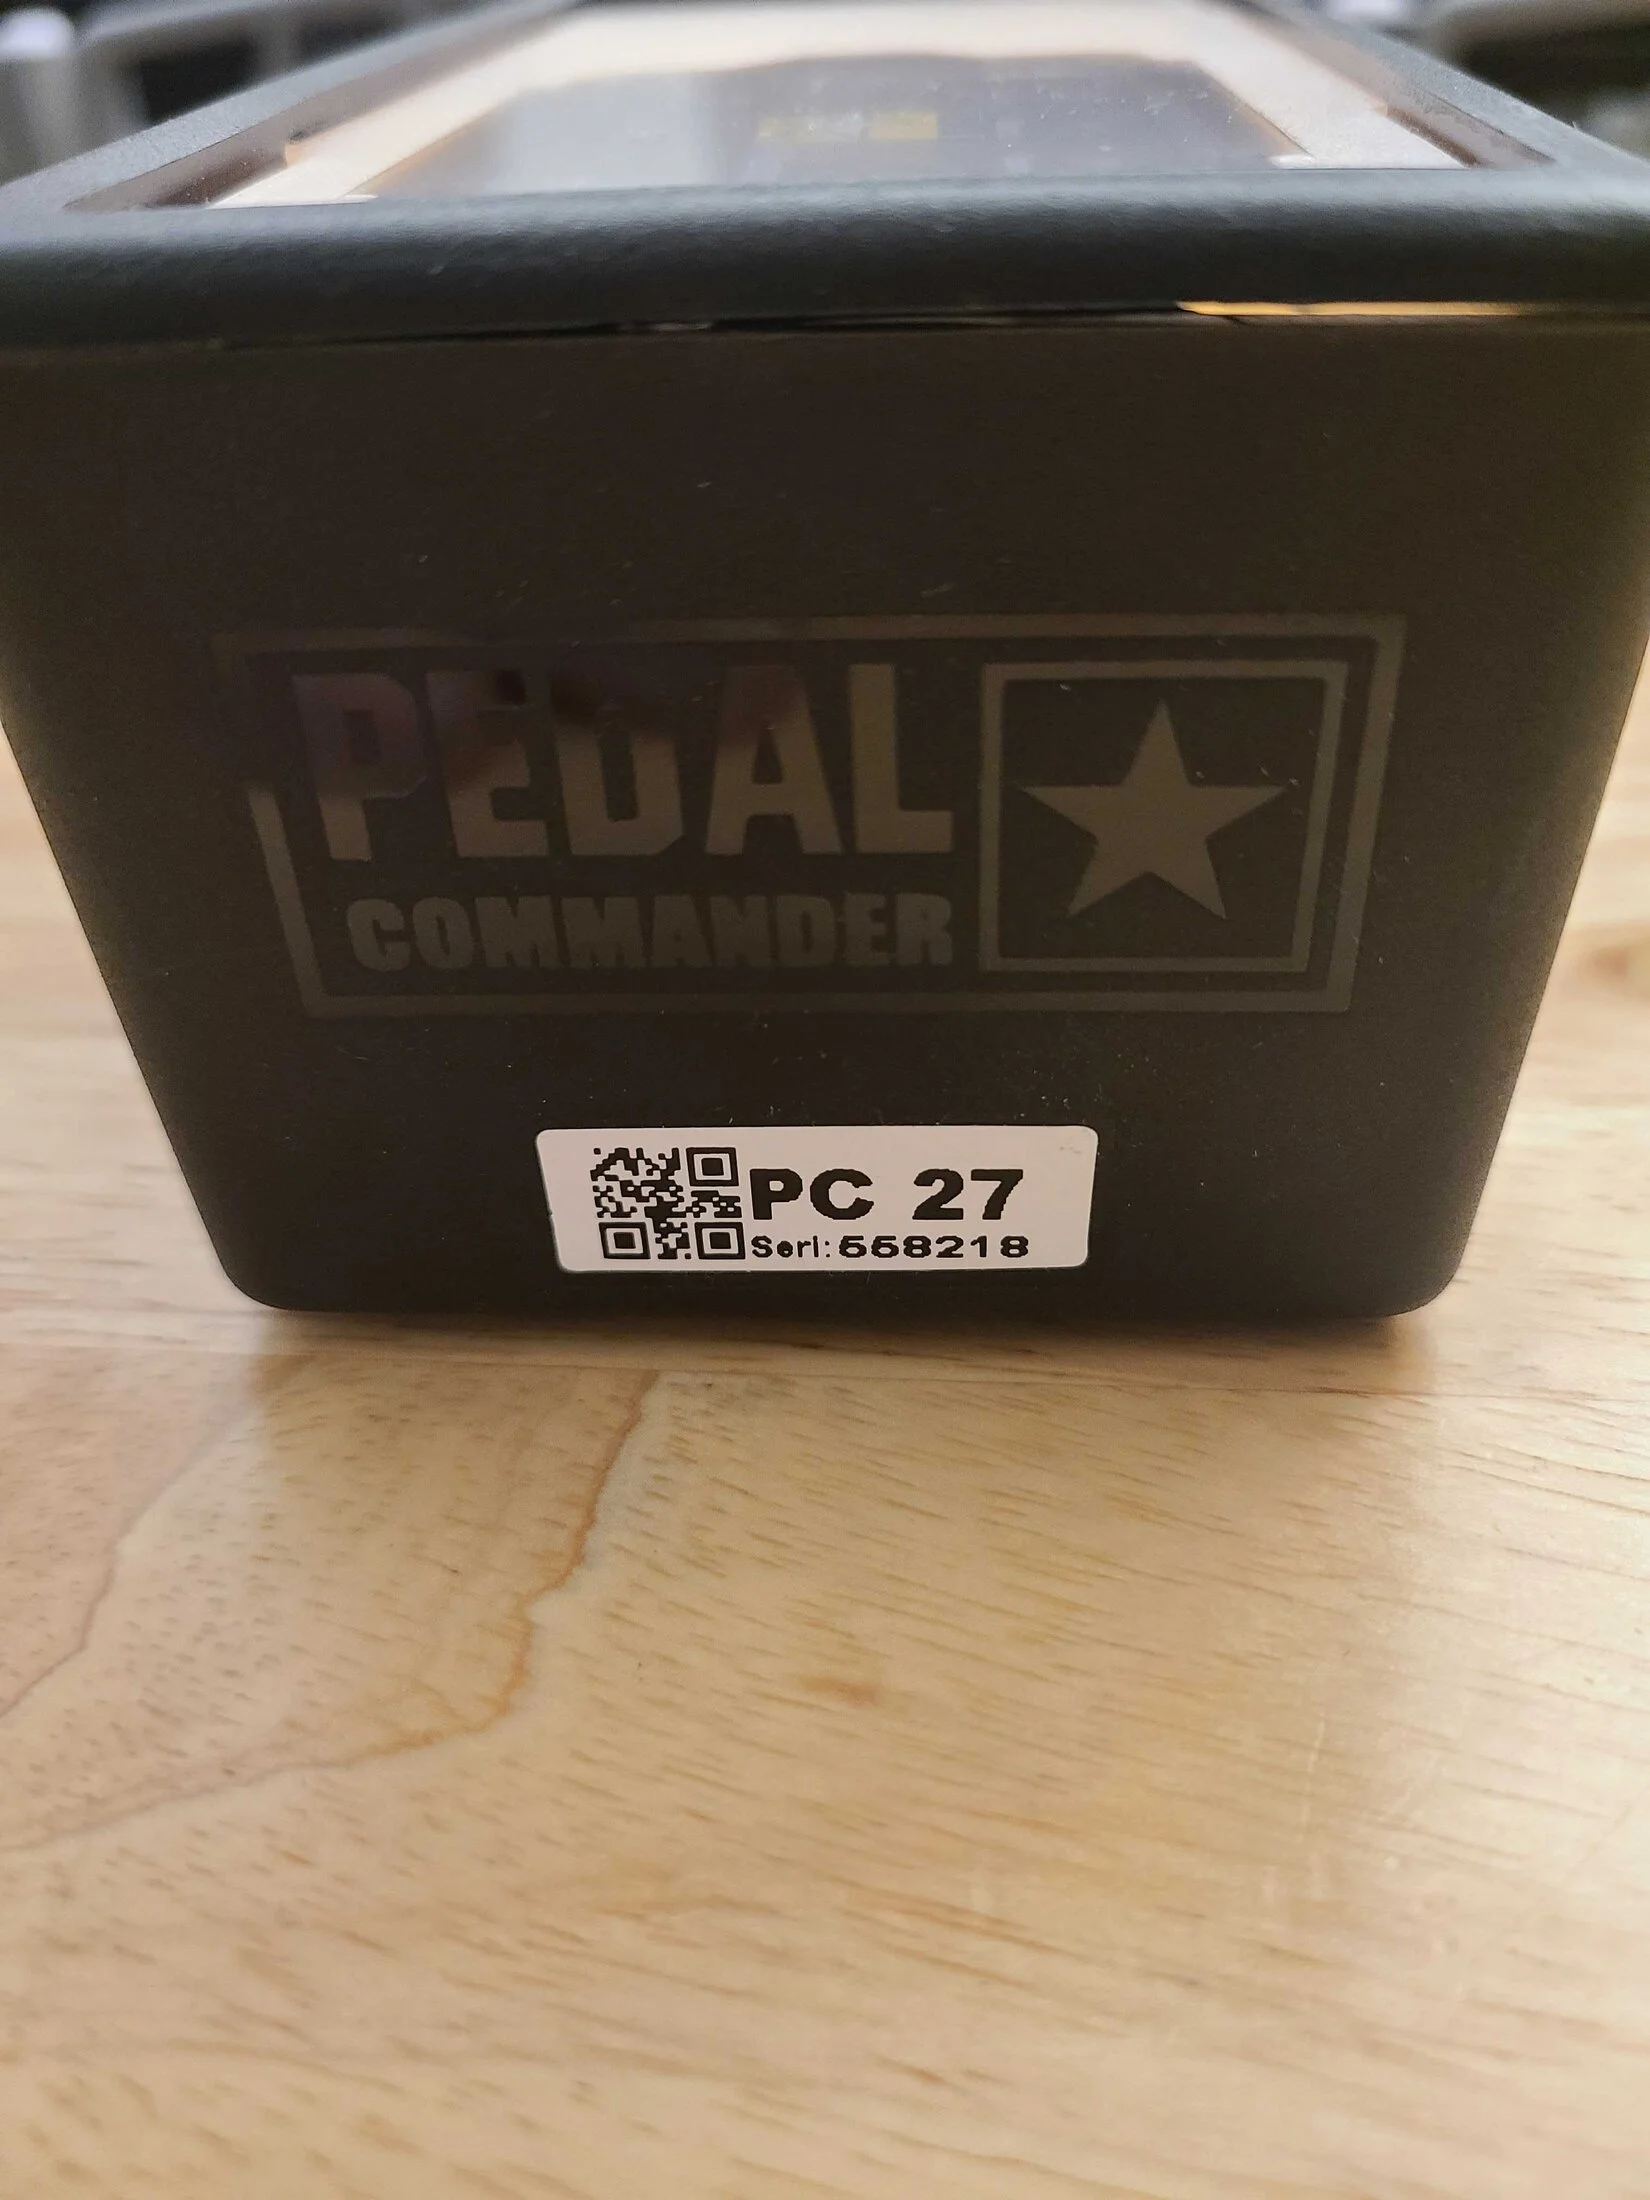 PEDAL
COMMANDER
PC 27
Seri:558218